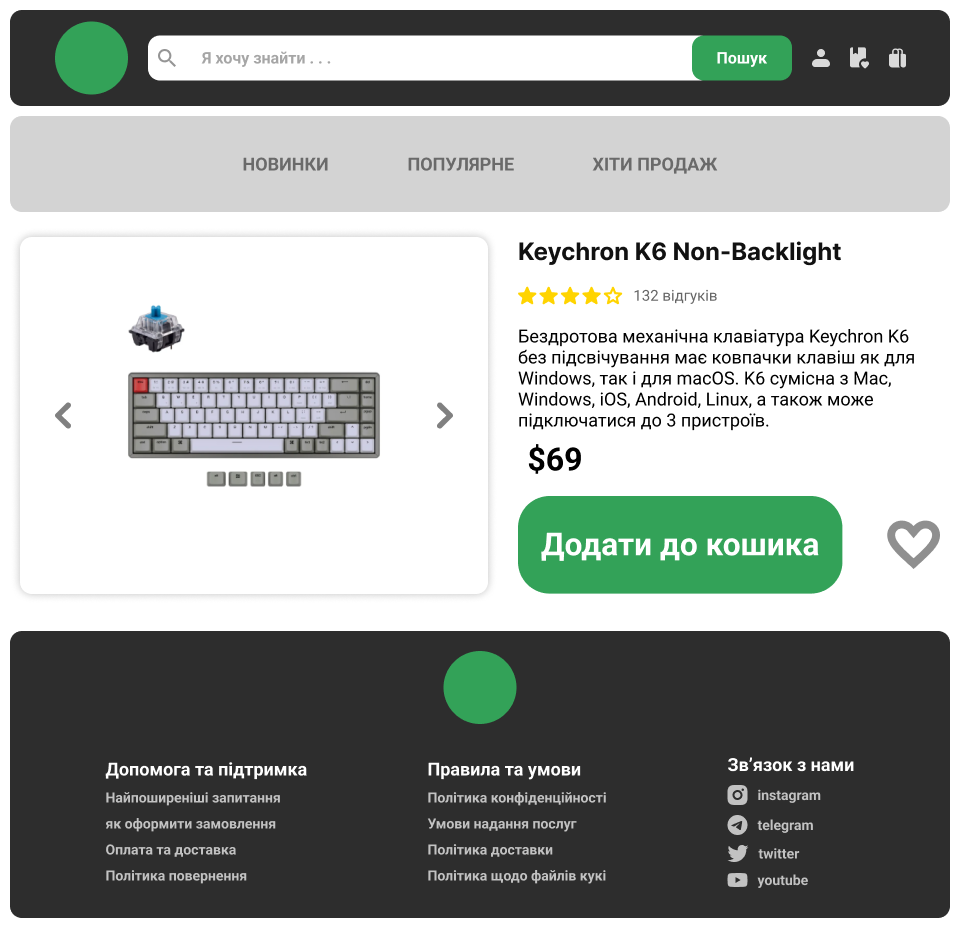 Я хочу знайти . . .
Пошук
НОВИНКИ
ПОПУЛЯРНЕ
ХІТИ ПРОДАЖ
Keychron K6 Non-Backlight
132 відгуків
Бездротова механічна клавіатура Keychron K6
без підсвічування має ковпачки клавіш як для
Windows, так і для macOS. K6 сумісна з Mac,
Windows, iOS, Android, Linux, а також може
підключатися до 3 пристроїв.
$69
Додати до кошика
Допомога та підтримка
Найпоширеніші запитання
як оформити замовлення
Оплата та доставка
Політика повернення
Правила та умови
Політика конфіденційності
Умови надання послуг
Політика доставки
Політика щодо файлів кукі
Зв’язок з нами
instagram
telegram
twitter
youtube